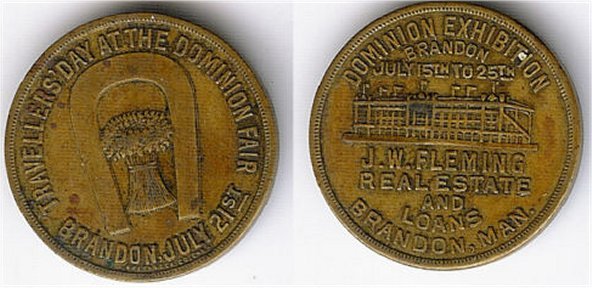 TRAVELLERS' DAY AT THE DOMINION FAIR
BRANDON, JULY 21ST
DOMINION EXHIBITION
BRANDON
JULY 15TH TO 25TH
J.W. FLEMING
REAL ESTATE
AND
LOANS
BRANDON, MAN.